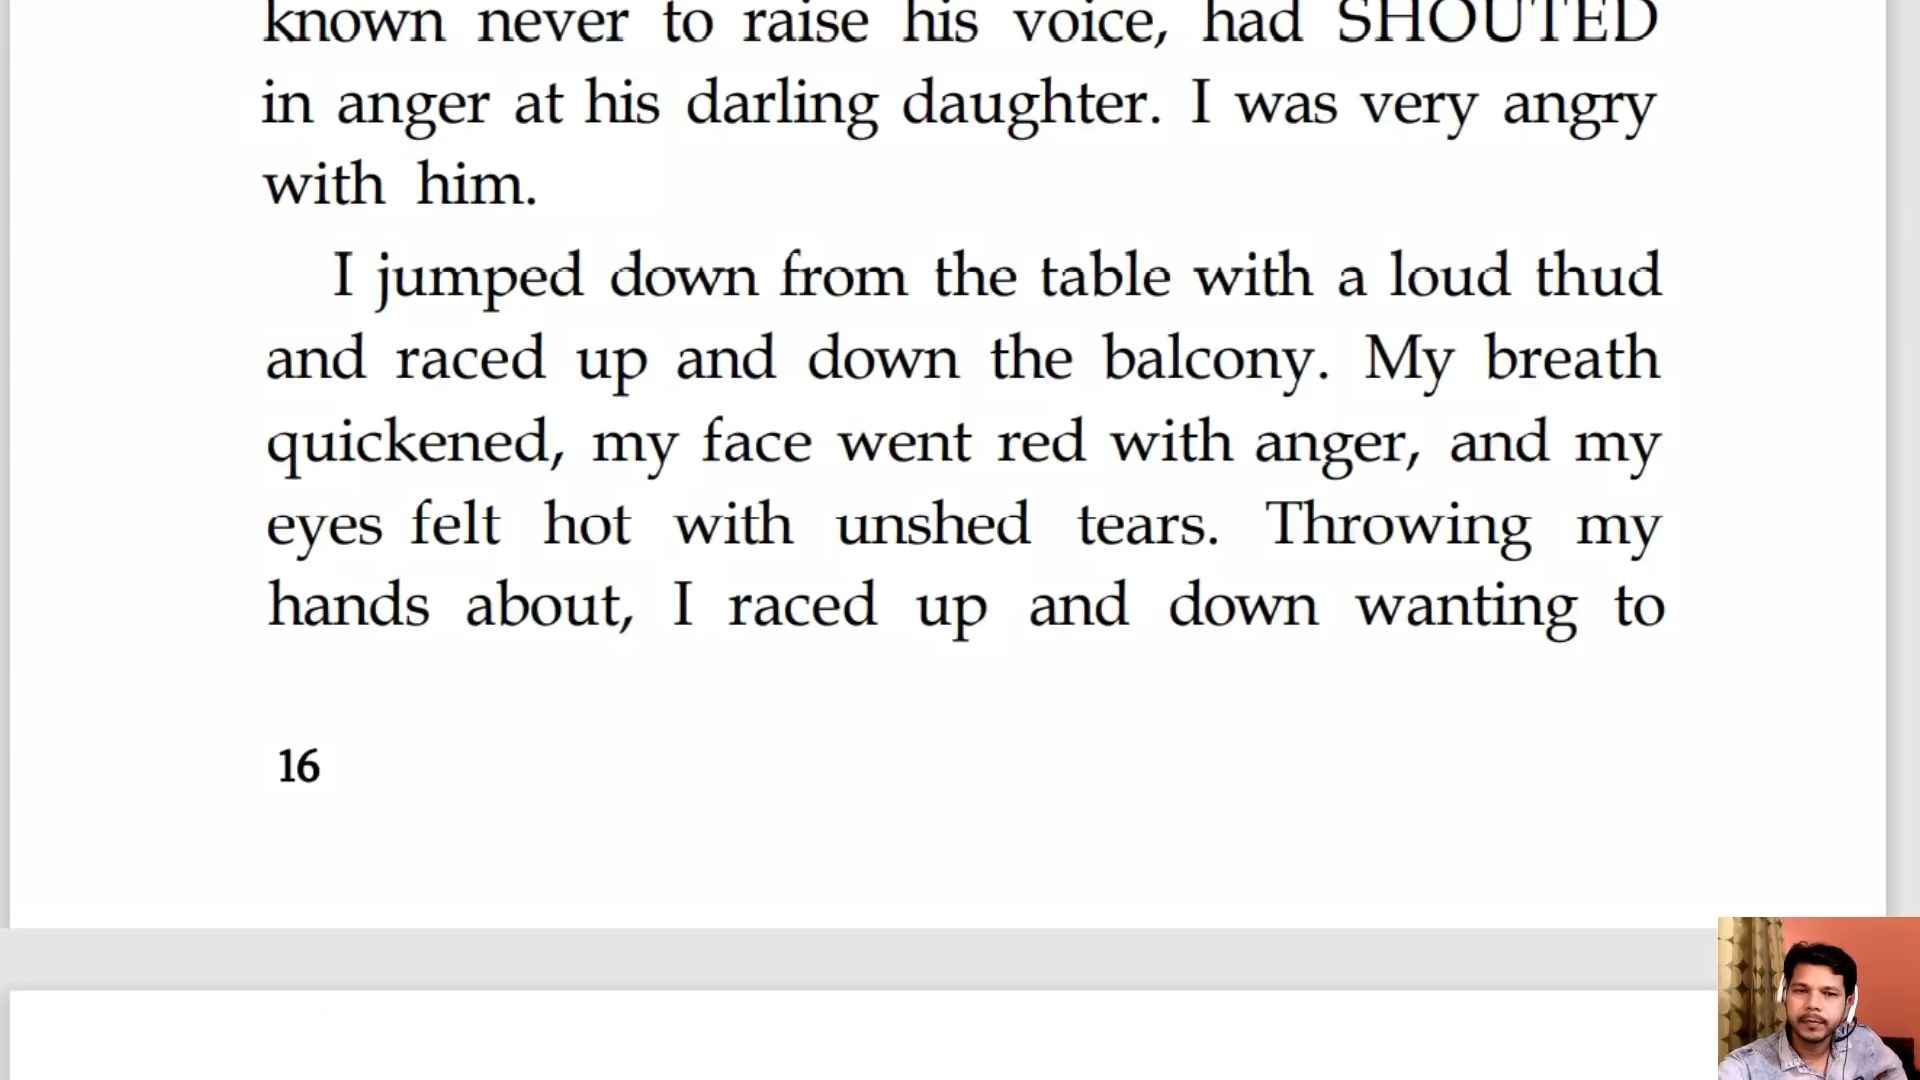 known never to raise his voice, had SHOUTED
in anger at his darling daughter. I was very angry
with him.
I jumped down from the table with a loud thud
and raced up and down the balcony. My breath
quickened, my face went red with anger, and my
eyes felt hot with unshed tears. Throwing my
hands about, I raced up and down wanting to
16